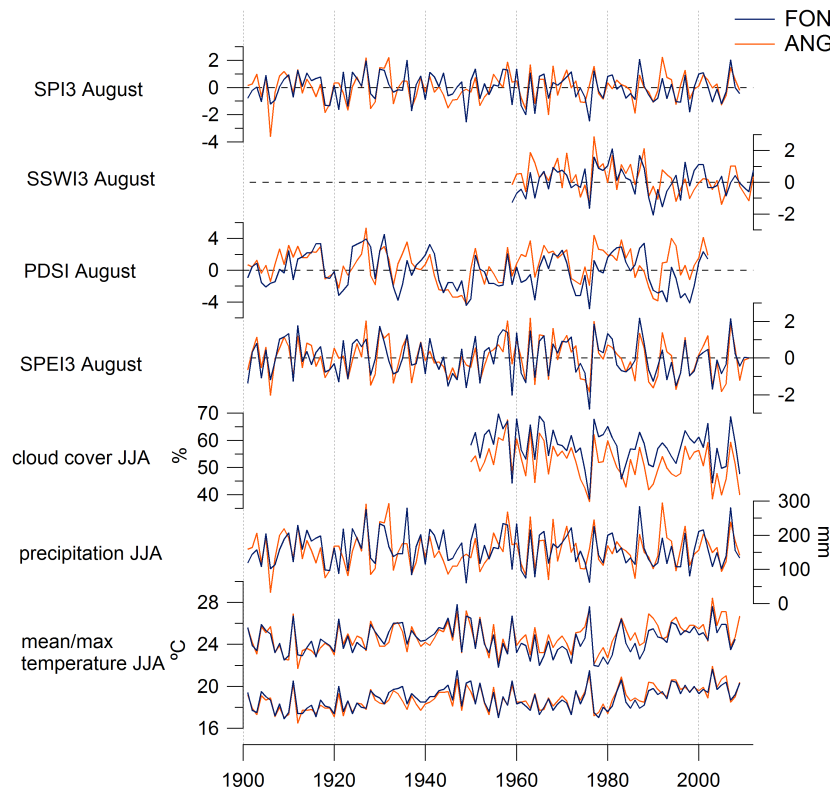 FON
ANG
SPI3 August
2
0
-2
-4
SSWI3 August
2
0
-2
PDSI August
4
0
-4
SPEI3 August
2
0
-2
cloud cover JJA
%
70
60
50
40
precipitation JJA
300
200
100
0
mm
mean/max
temperature JJA
ºC
28
24
20
16
1900 1920 1940 1960 1980 2000